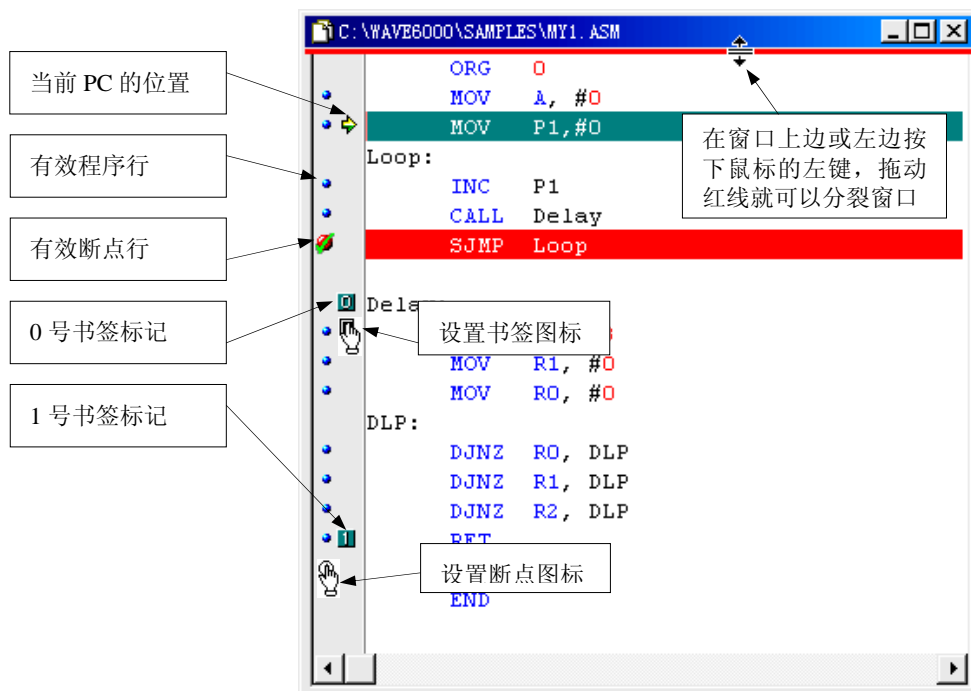 C:\WAVE6000\SAMPLES\MY1.ASM
当前 PC 的位置
有效程序行
有效断点行
0 号书签标记
1 号书签标记
ORG 0
MOV A, #0
MOV P1,#0
Loop:
INC P1
CALL Delay
SJMP Loop
在窗口上边或左边按
下鼠标的左键，拖动
红线就可以分裂窗口
0
设置书签图标
MOV R1, #0
MOV R0, #0
DLP:
DJNZ R0, DLP
DJNZ R1, DLP
DJNZ R2, DLP
1
RET
设置断点图标
END